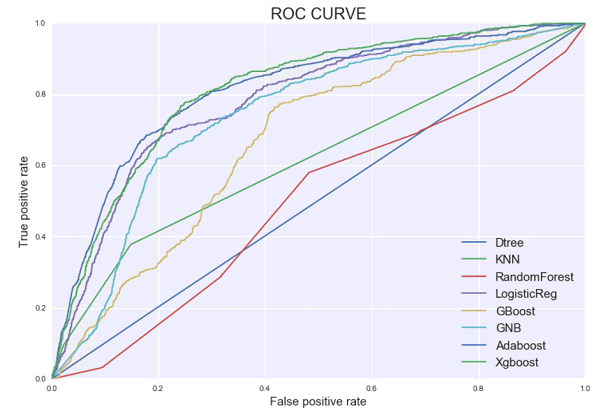 ROC CURVE
True positive rate
1.0
0.8
0.6
0.4
0.2
0.0
Dtree
KNN
RandomForest
LogisticReg
GBoost
GNB
Adaboost
Xgboost
0.0 0.2 0.4 0.6 0.8 1.0
False positive rate